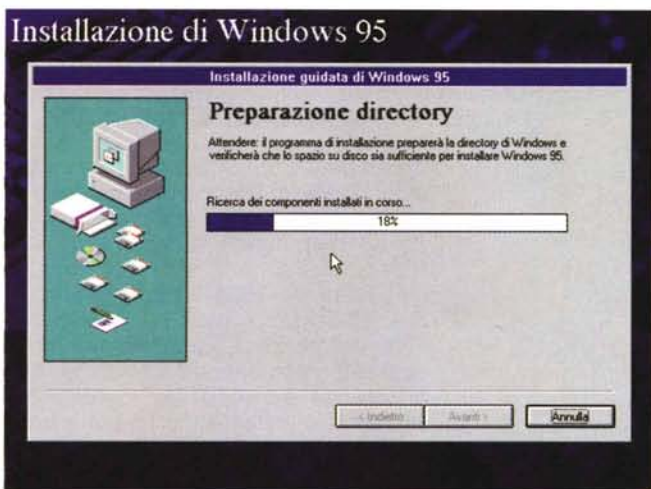 Installazione di Windows 95
Installazione guidata di Windows 95
Preparazione directory
Attendere: il programma di installazione preparerà la directory di Windows e
verificherà che lo spazio su disco sia sufficiente per installare Windows 95.
Ricerca dei componenti installati in corso...
18%
< Indietro
Avanti >
Annulla